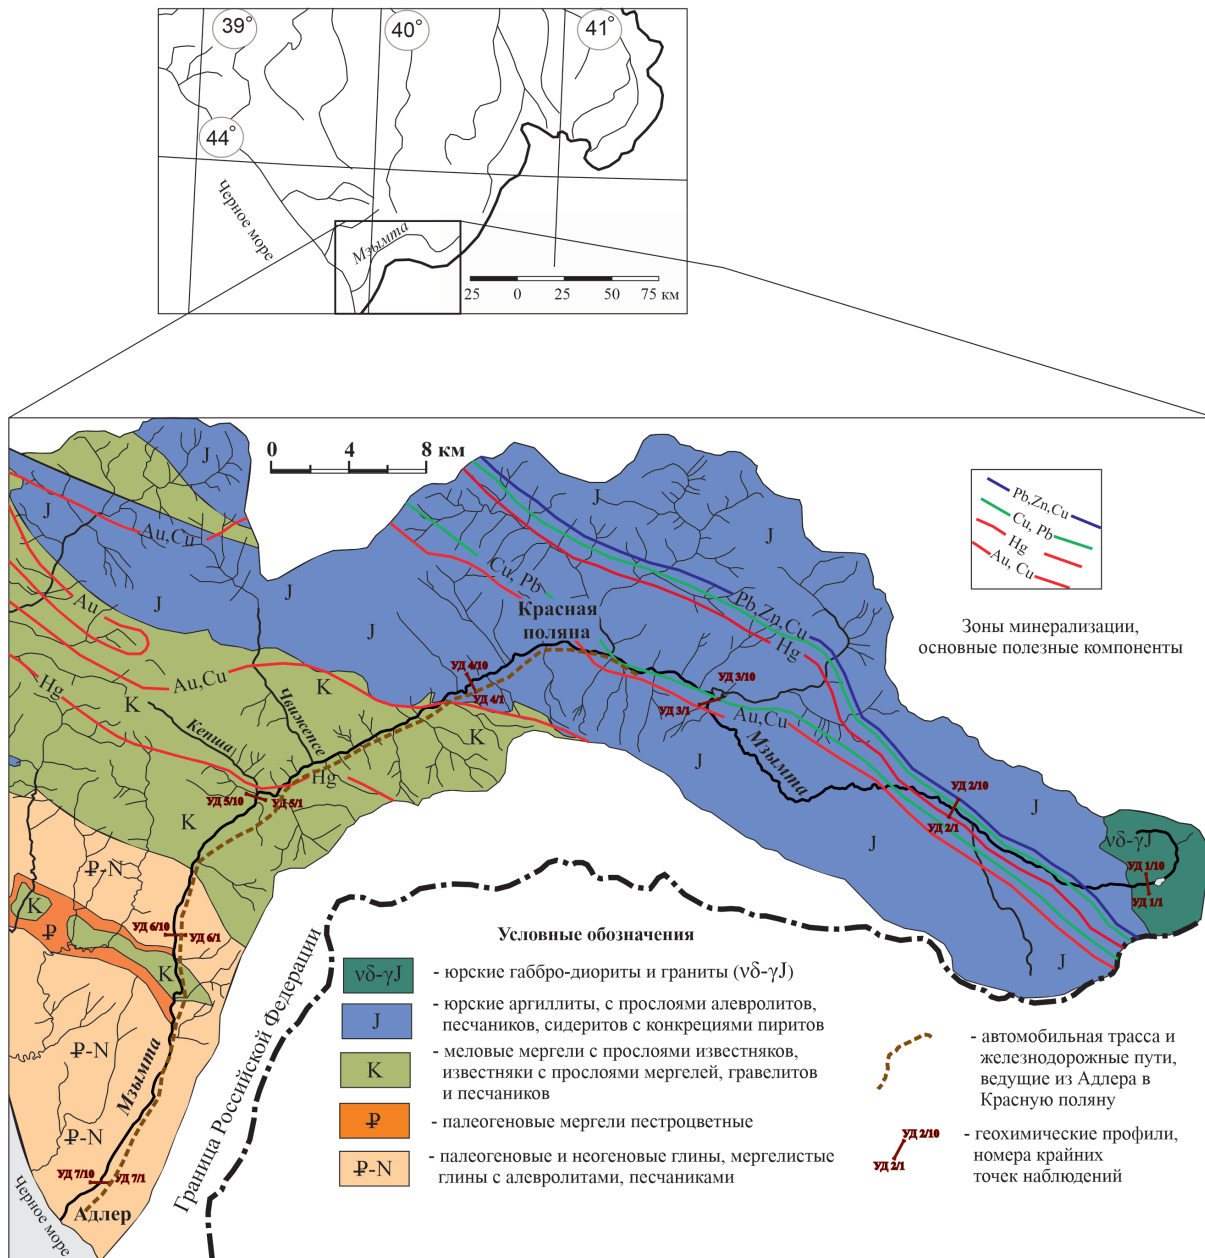 39°
40°
41°
44°
Черное море
Мзымта
25 0 25 50 75 км
0 4 8 км
J
J
J
J
Au,Cu
J
J
Pb,Zn,Cu
Cu, Pb
Hg
Au, Cu
Зоны минерализации,
основные полезные компоненты
Cu, Pb
Красная
поляна
Pb,Zn,Cu
Hg
Au
J
J
Hg
K
Au,Cu
K
УД 4/10
УД 4/1
УД 3/10
УД 3/1
Au,Cu
Кепша
Чвижепсе
K
Мзымта
J
Hg
УД 5/10
УД 5/1
K
УД 2/10
УД 2/1
J
J
νδ-γJ
УД 1/10
УД 1/1
₽-N
K
₽
УД 6/10
УД 6/1
K
J
₽-N
Мзымта
₽-N
УД 7/10
УД 7/1
Адлер
Черное море
Граница Российской Федерации
Условные обозначения
νδ-γJ - юрские габбро-диориты и граниты (νδ-γJ)
J - юрские аргиллиты, с прослоями алевролитов,
песчаников, сидеритов с конкрециями пиритов
K - меловые мергели с прослоями известняков,
известняки с прослоями мергелей, гравелитов
и песчаников
₽ - палеогеновые мергели пестроцветные
₽-N - палеогеновые и неогеновые глины, мергелистые
глины с алевролитами, песчаниками
- автомобильная трасса и
железнодорожные пути,
ведущие из Адлера в
Красную поляну
УД 2/10
УД 2/1
- геохимические профили,
номера крайних
точек наблюдений